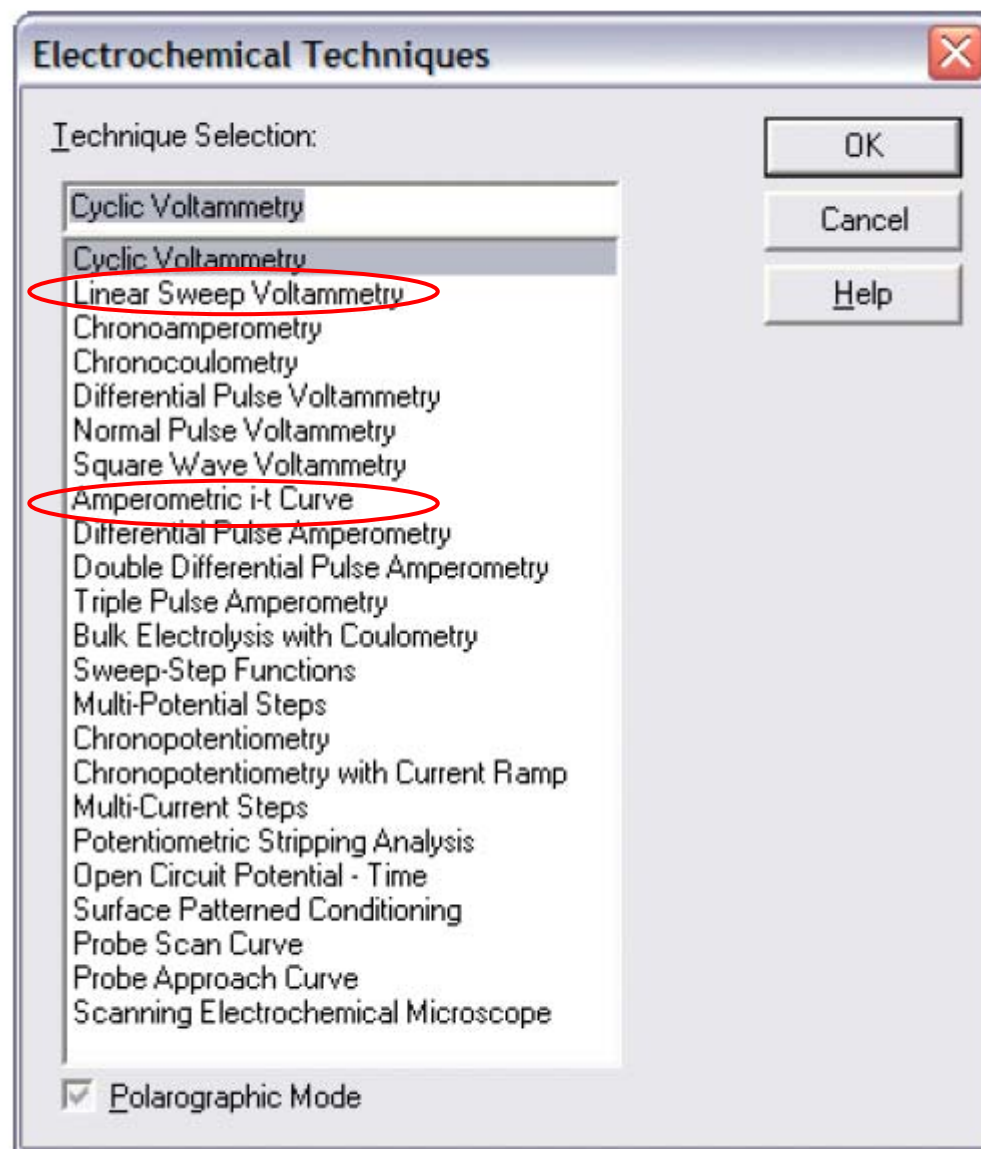 Electrochemical Techniques
Technique Selection:
OK
Cyclic Voltammetry
Cancel
Cyclic Voltammetry
Linear Sweep Voltammetry
Help
Chronoamperometry
Chronocoulometry
Differential Pulse Voltammetry
Normal Pulse Voltammetry
Square Wave Voltammetry
Amperometric i-t Curve
Differential Pulse Amperometry
Double Differential Pulse Amperometry
Triple Pulse Amperometry
Bulk Electrolysis with Coulometry
Sweep-Step Functions
Multi-Potential Steps
Chronopotentiometry
Chronopotentiometry with Current Ramp
Multi-Current Steps
Potentiometric Stripping Analysis
Open Circuit Potential - Time
Surface Patterned Conditioning
Probe Scan Curve
Probe Approach Curve
Scanning Electrochemical Microscope
Polarographic Mode